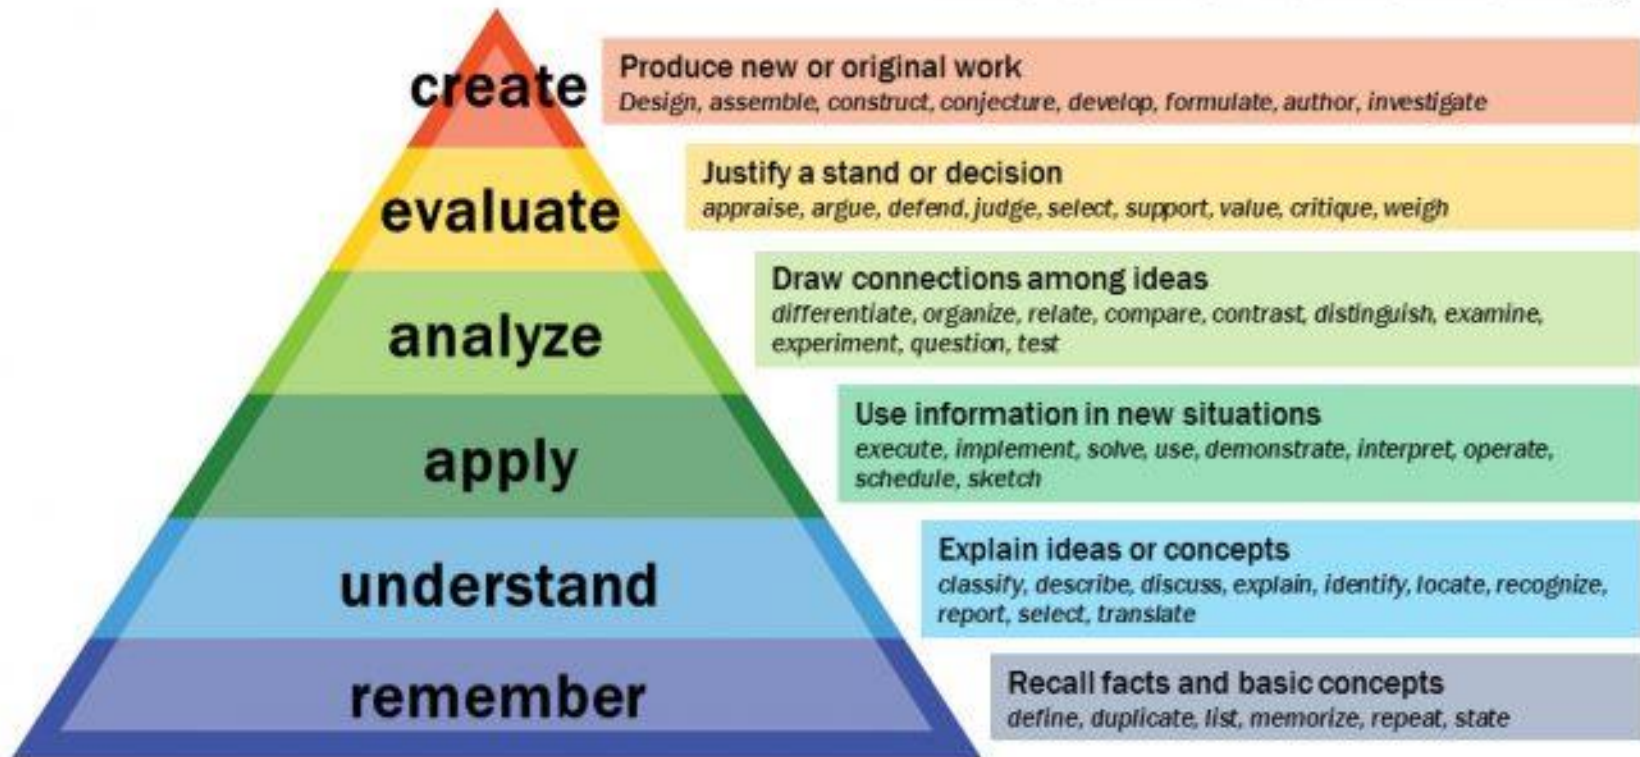 create
Produce new or original work
Design, assemble, construct, conjecture, develop, formulate, author, investigate
evaluate
Justify a stand or decision
appraise, argue, defend, judge, select, support, value, critique, weigh
analyze
Draw connections among ideas
differentiate, organize, relate, compare, contrast, distinguish, examine,
experiment, question, test
apply
Use information in new situations
execute, implement, solve, use, demonstrate, interpret, operate,
schedule, sketch
understand
Explain ideas or concepts
classify, describe, discuss, explain, identify, locate, recognize,
report, select, translate
remember
Recall facts and basic concepts
define, duplicate, list, memorize, repeat, state